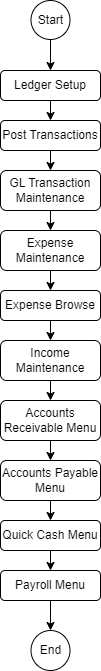 Start
Ledger Setup
Post Transactions
GL Transaction
Maintenance
Expense
Maintenance
Expense Browse
Income
Maintenance
Accounts
Receivable Menu
Accounts Payable
Menu
Quick Cash Menu
Payroll Menu
End